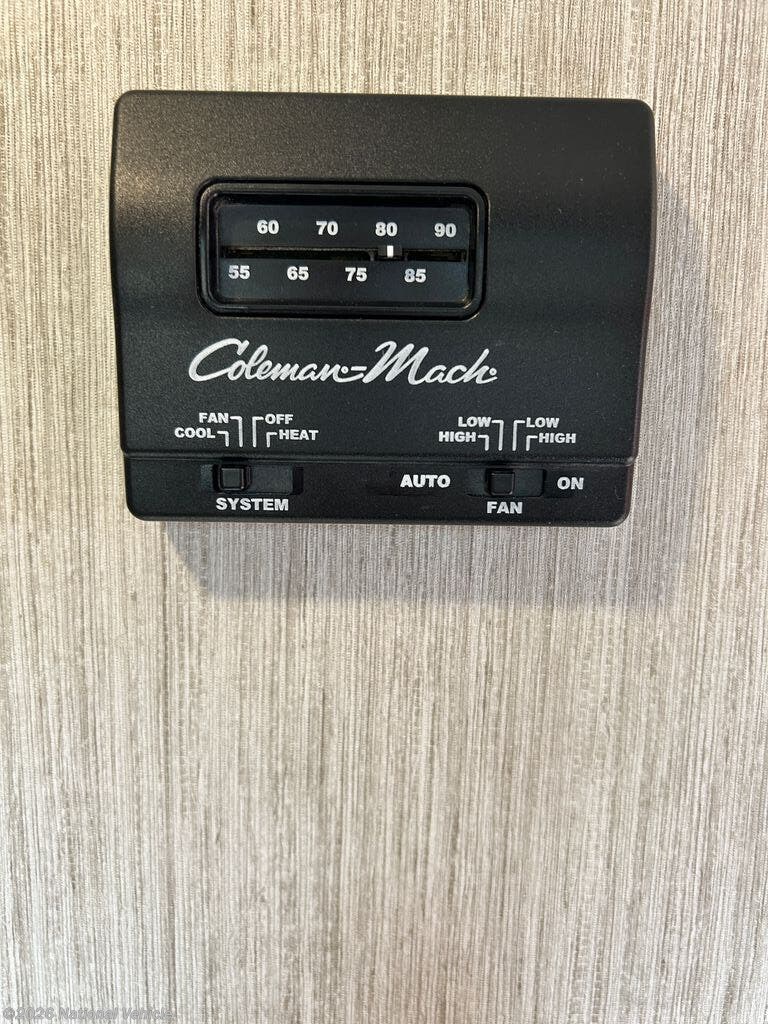 60 70 80 90
55 65 75 85
Coleman-Mach
FAN OFF
COOL HEAT
LOW LOW
HIGH HIGH
AUTO ON
SYSTEM FAN
©2026 National Vehicle